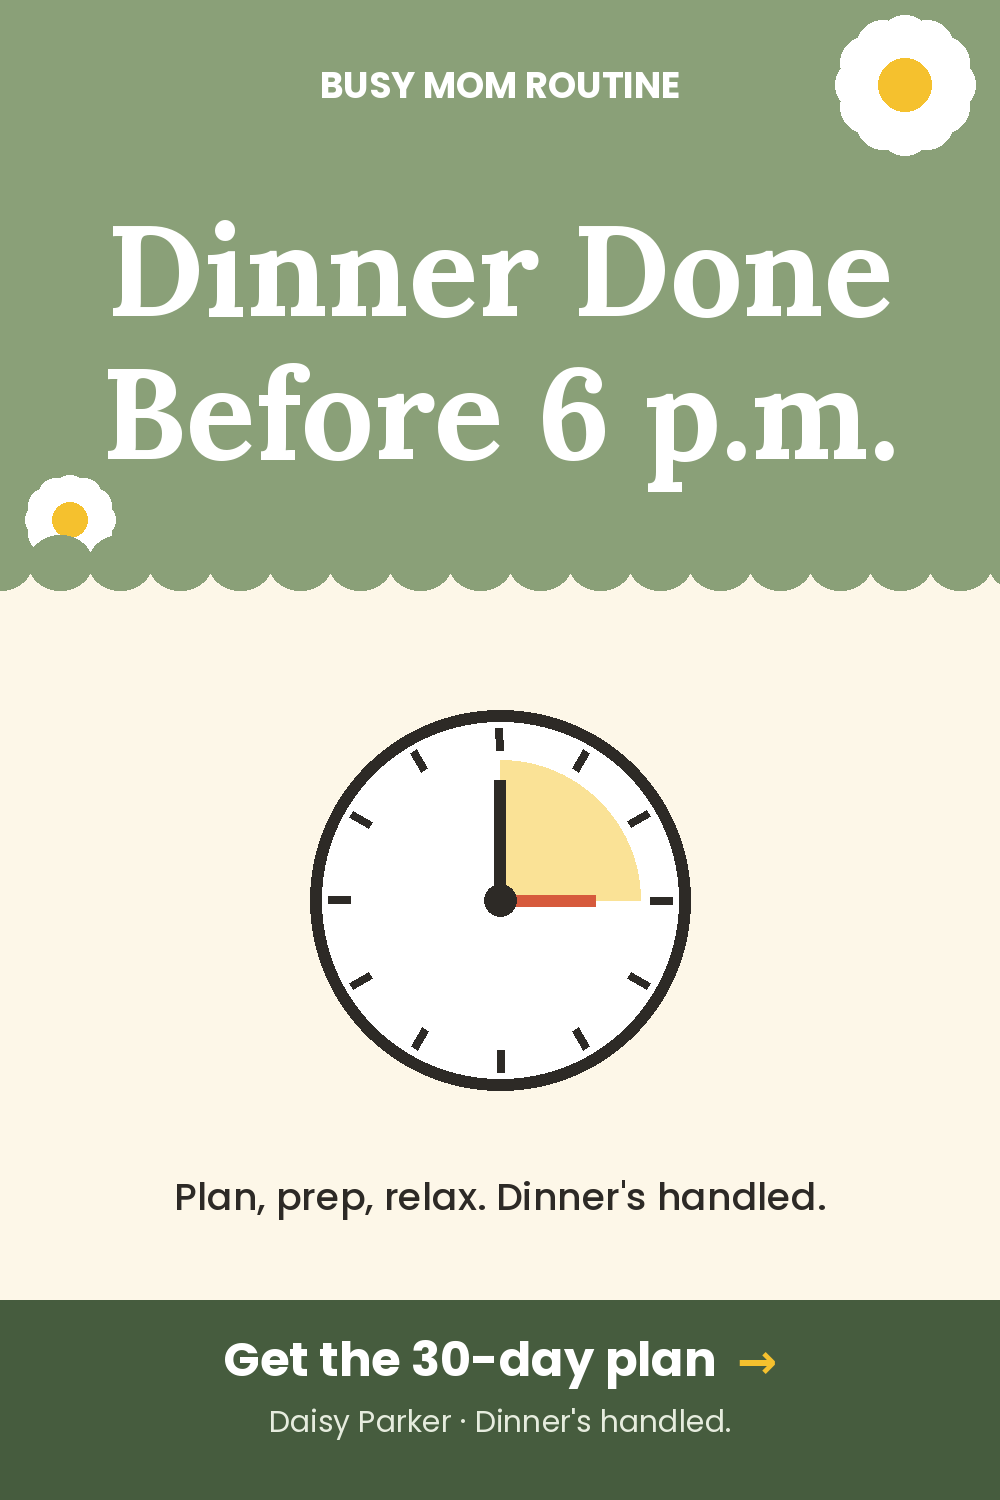 BUSY MOM ROUTINE
Dinner Done
Before 6 p.m.
Plan, prep, relax. Dinner's handled.
Get the 30-day plan →
Daisy Parker · Dinner's handled.